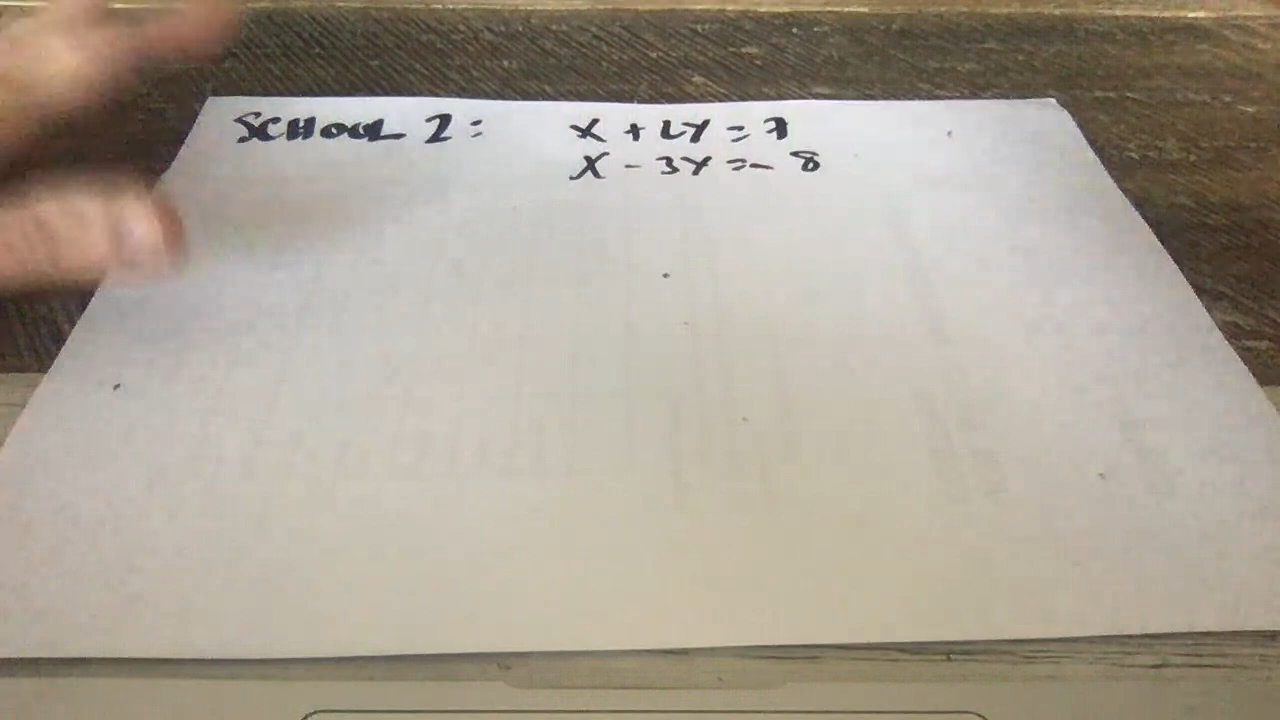 SCHOOL 2: X + 2Y = 7
X - 3Y = - 8